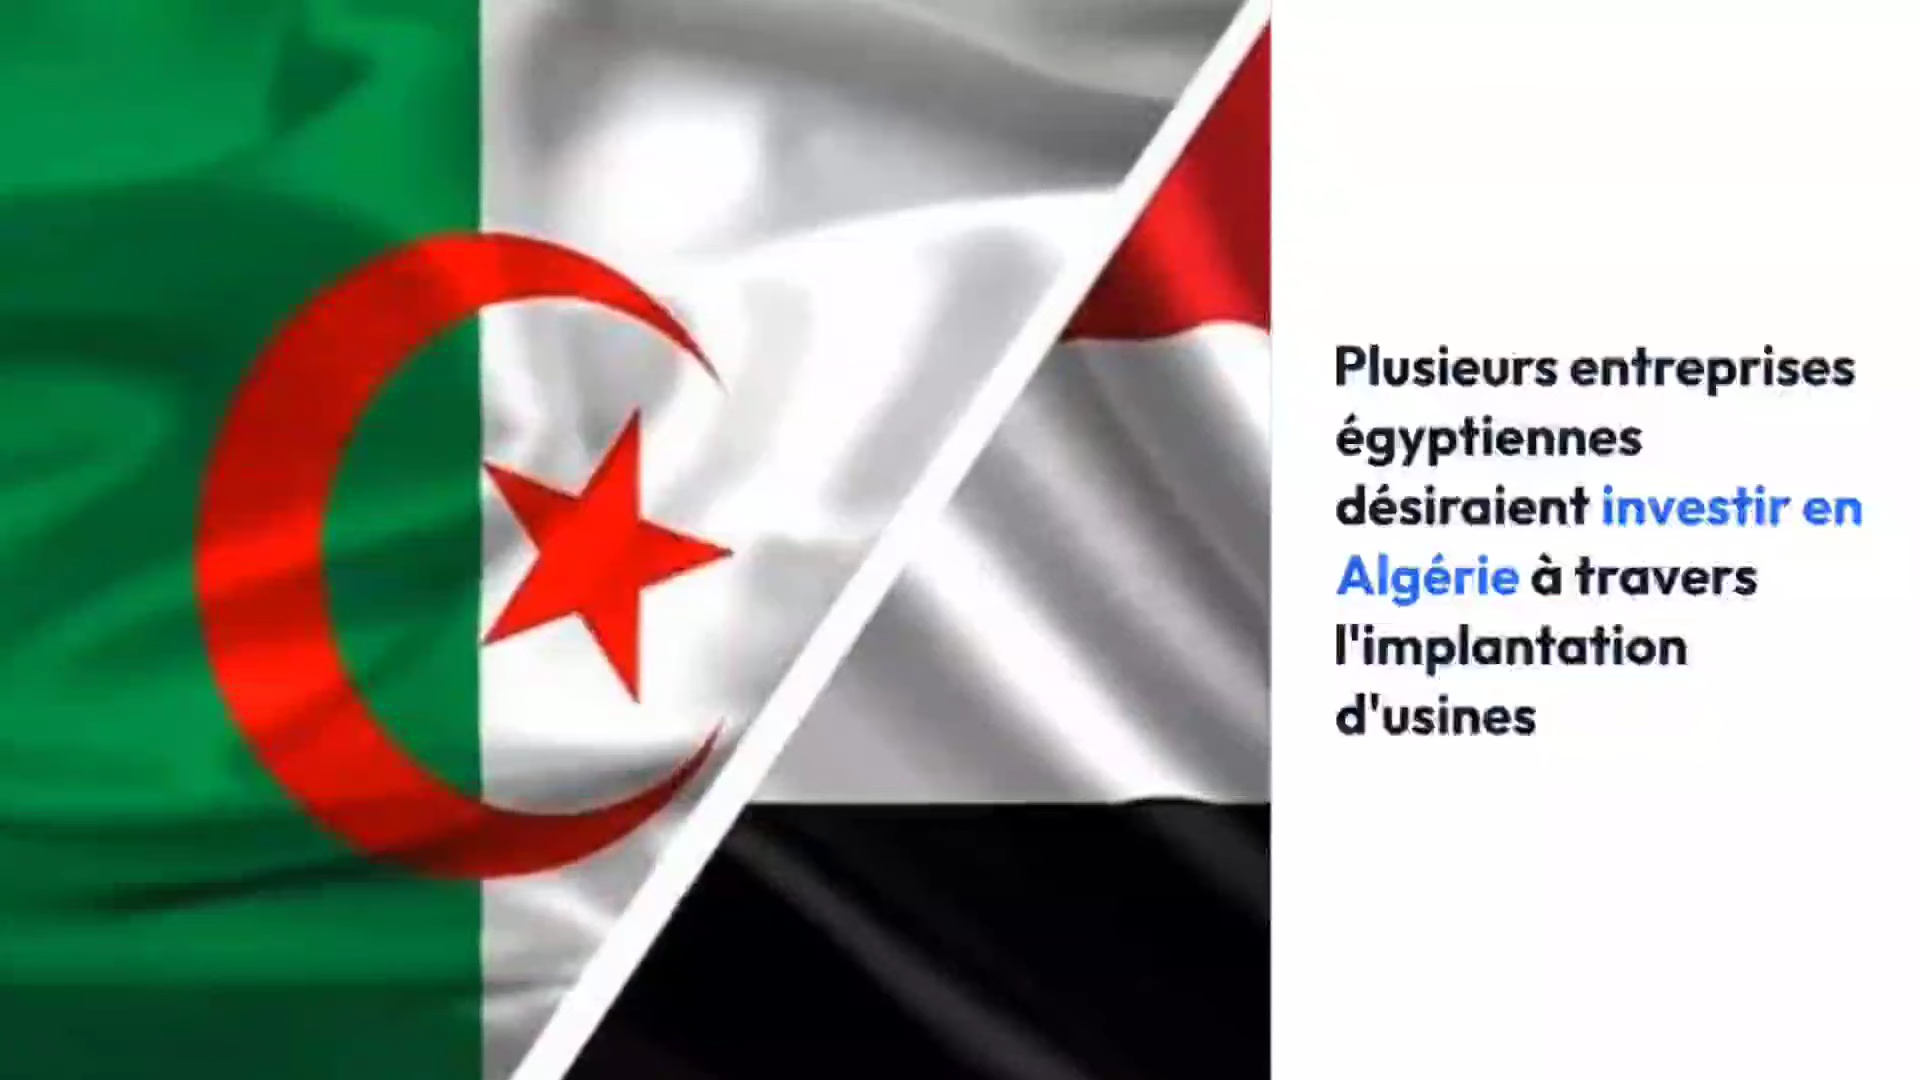 Plusieurs entreprises
égyptiennes
désiraient investir en
Algérie à travers
l'implantation
d'usines